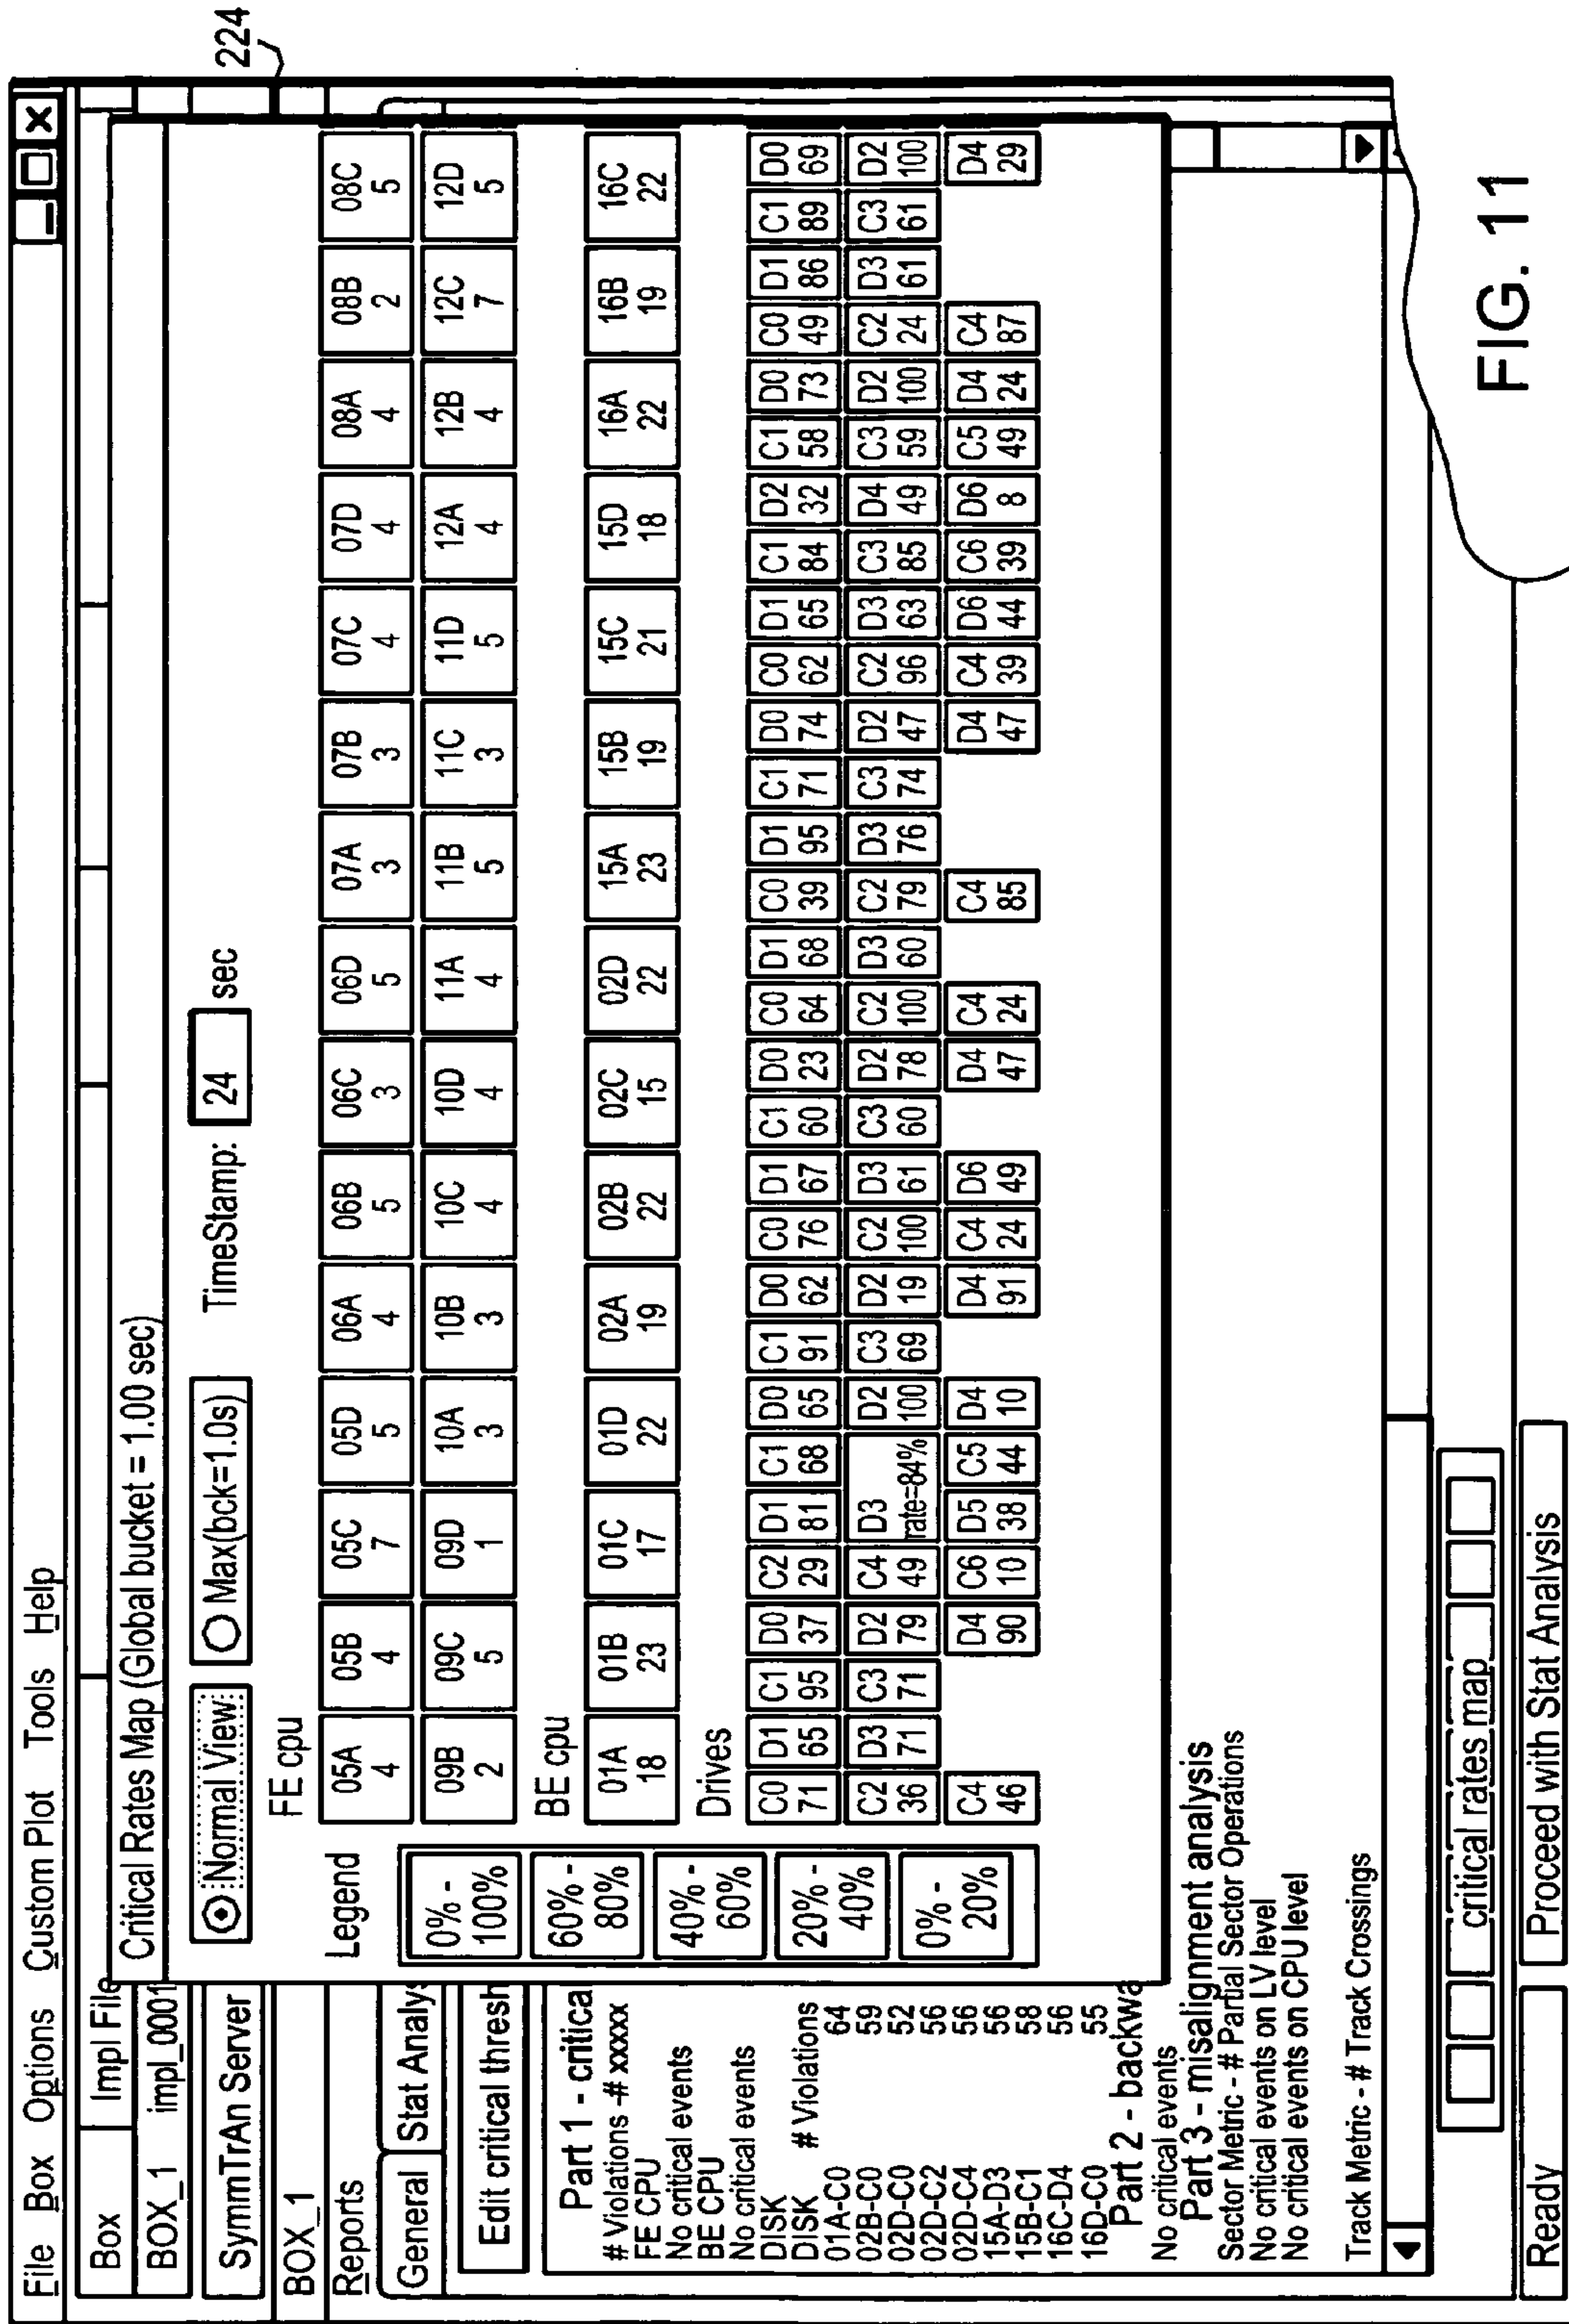 File Box Options Custom Plot Tools Help
224
Box Impl File
BOX_1 impl_0001
SymmTrAn Server
BOX_1
Reports
General Stat Analys
Edit critical thresh
Part 1 - critica
# Violations -# xxxxx
FE CPU
No critical events
BE CPU
No critical events
DISK
DISK # Violations
01A-C0 64
02B-C0 59
02D-C0 52
02D-C2 56
02D-C4 56
15A-D3 56
15B-C1 58
16C-D4 56
16D-C0 55
Part 2 - backwa
No critical events
Part 3 - misalignment analysis
Sector Metric - # Partial Sector Operations
No critical events on LV level
No critical events on CPU level
Track Metric - # Track Crossings
Critical Rates Map (Global bucket = 1.00 sec)
Normal View: Max(bck=1.0s) TimeStamp: 24 sec
Legend
0% -
100%
60% -
80%
40% -
60%
20% -
40%
0% -
20%
FE cpu
05A 05B 05C 05D 06A 06B 06C 06D 07A 07B 07C 07D 08A 08B 08C
4 4 7 5 4 5 3 5 3 3 4 4 4 2 5
09B 09C 09D 10A 10B 10C 10D 11A 11B 11C 11D 12A 12B 12C 12D
2 5 1 3 3 4 4 4 5 3 5 4 4 7 5
BE cpu
01A 01B 01C 01D 02A 02B 02C 02D 15A 15B 15C 15D 16A 16B 16C
18 23 17 22 19 22 15 22 23 19 21 18 22 19 22
Drives
C0 D1 C1 D0 C2 D1 C1 D0 C1 D0 C0 D1 C1 D0 C0 D1 C0 D1 C1 D0 C0 D1 C1 D2 C1 D0 C0 D1 C1 D0
71 65 95 37 29 81 68 65 91 62 76 67 60 23 64 68 39 95 71 74 62 65 84 32 58 73 49 86 89 69
C2 D3 C3 D2 C4 D3 D2 C3 D2 C2 D3 C3 D2 C2 D3 C2 D3 C3 D2 C2 D3 C3 D4 C3 D2 C2 D3 C3 D2
36 71 71 79 49 rate=84% 100 69 19 100 61 60 78 100 60 79 76 74 47 96 63 85 49 59 100 24 61 61 100
C4 D4 C6 D5 C5 D4 D4 C4 D6 D4 C4 C4 D4 C4 D6 C6 D6 C5 D4 C4 D4
46 90 10 38 44 10 91 24 49 47 24 85 47 39 44 39 8 49 24 87 29
critical rates map
Ready Proceed with Stat Analysis
FIG. 11